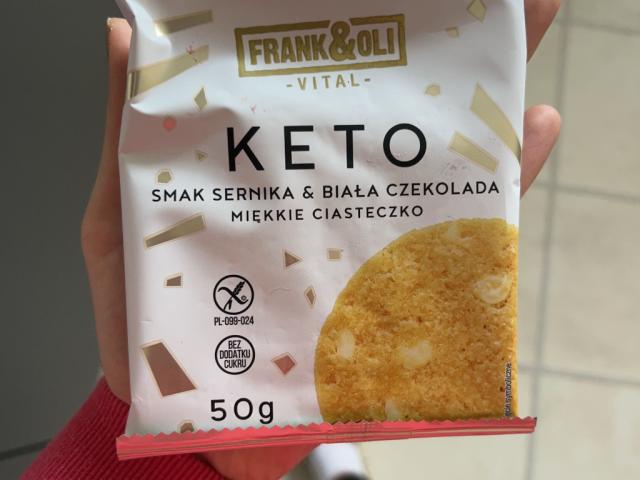 FRANK&OLI
-VITAL-
KETO
SMAK SERNIKA & BIAŁA CZEKOLADA
MIĘKKIE CIASTECZKO
PL-099-024
BEZ
DODATKU
CUKRU
50g